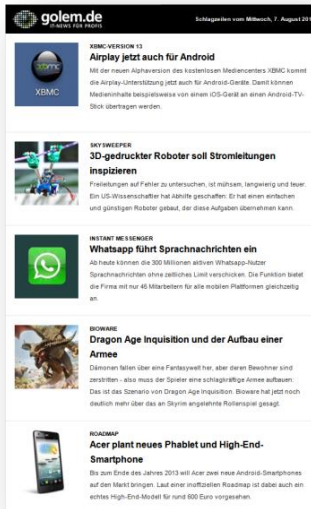 golem.de
IT-NEWS FÜR PROFIS
Schlagzeilen vom Mittwoch, 7. August 201
XBMC
XBMC-VERSION 13
Airplay jetzt auch für Android
Mit der neuen Alphaversion des kostenlosen Mediencenters XBMC kommt
die Airplay-Unterstützung jetzt auch für Android-Geräte. Damit können
Medieninhalte beispielsweise von einem iOS-Gerät an einen Android-TV-
Stick übertragen werden.
SKYSWEEPER
3D-gedruckter Roboter soll Stromleitungen
inspizieren
Freileitungen auf Fehler zu untersuchen, ist mühsam, langwierig und teuer.
Ein US-Wissenschaftler hat Abhilfe geschaffen: Er hat einen einfachen
und günstigen Roboter gebaut, der diese Aufgaben übernehmen kann.
INSTANT MESSENGER
Whatsapp führt Sprachnachrichten ein
Ab heute können die 300 Millionen aktiven Whatsapp-Nutzer
Sprachnachrichten ohne zeitliches Limit verschicken. Die Funktion bietet
die Firma mit nur 45 Mitarbeitern für alle mobilen Plattformen gleichzeitig
an.
BIOWARE
Dragon Age Inquisition und der Aufbau einer
Armee
Dämonen fallen über eine Fantasywelt her, aber deren Bewohner sind
zerstritten - also muss der Spieler eine schlagkräftige Armee aufbauen:
Das ist das Szenario von Dragon Age Inquisition. Bioware hat jetzt noch
deutlich mehr über das an Skyrim angelehnte Rollenspiel gesagt.
ROADMAP
Acer plant neues Phablet und High-End-
Smartphone
Bis zum Ende des Jahres 2013 will Acer zwei neue Android-Smartphones
auf den Markt bringen. Laut einer inoffiziellen Roadmap ist dabei auch ein
echtes High-End-Modell für rund 600 Euro vorgesehen.